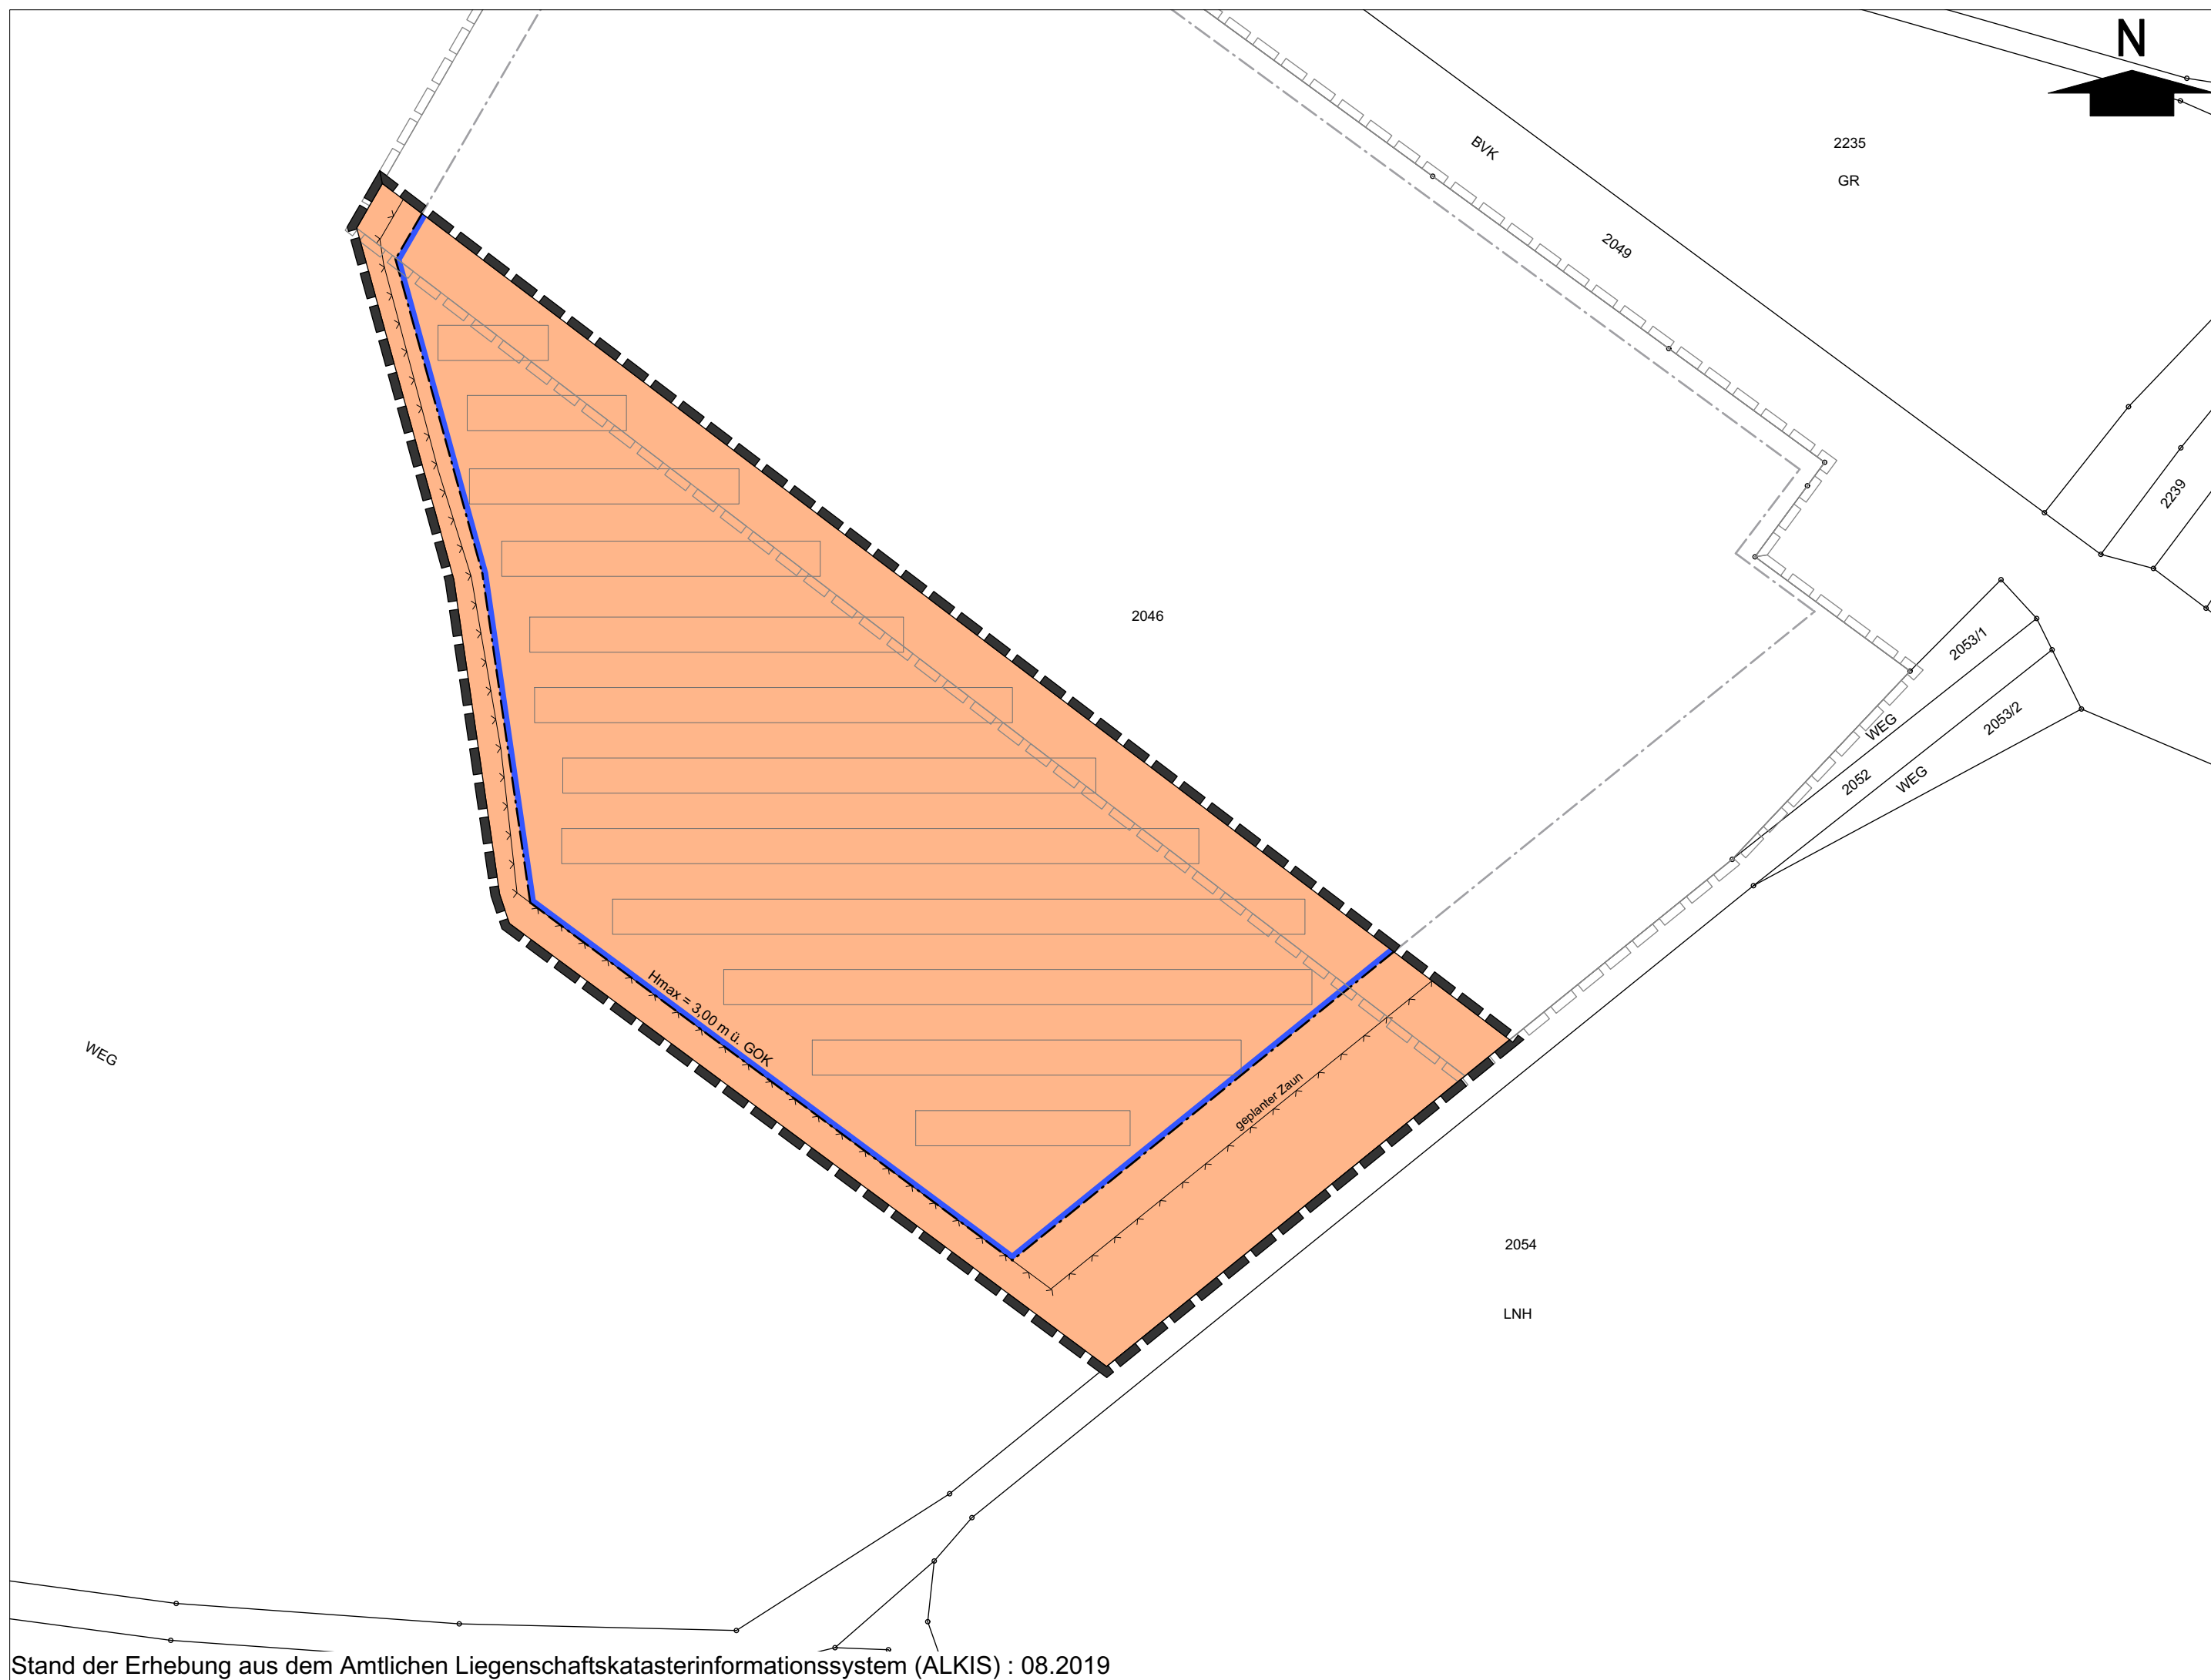 N
BVK
2235
GR
2049
2239
2046
2053/1
WEG
2053/2
2052
WEG
Hmax = 3,00 m ü. GOK
WEG
geplanter Zaun
2054
LNH
Stand der Erhebung aus dem Amtlichen Liegenschaftskatasterinformationssystem (ALKIS) : 08.2019